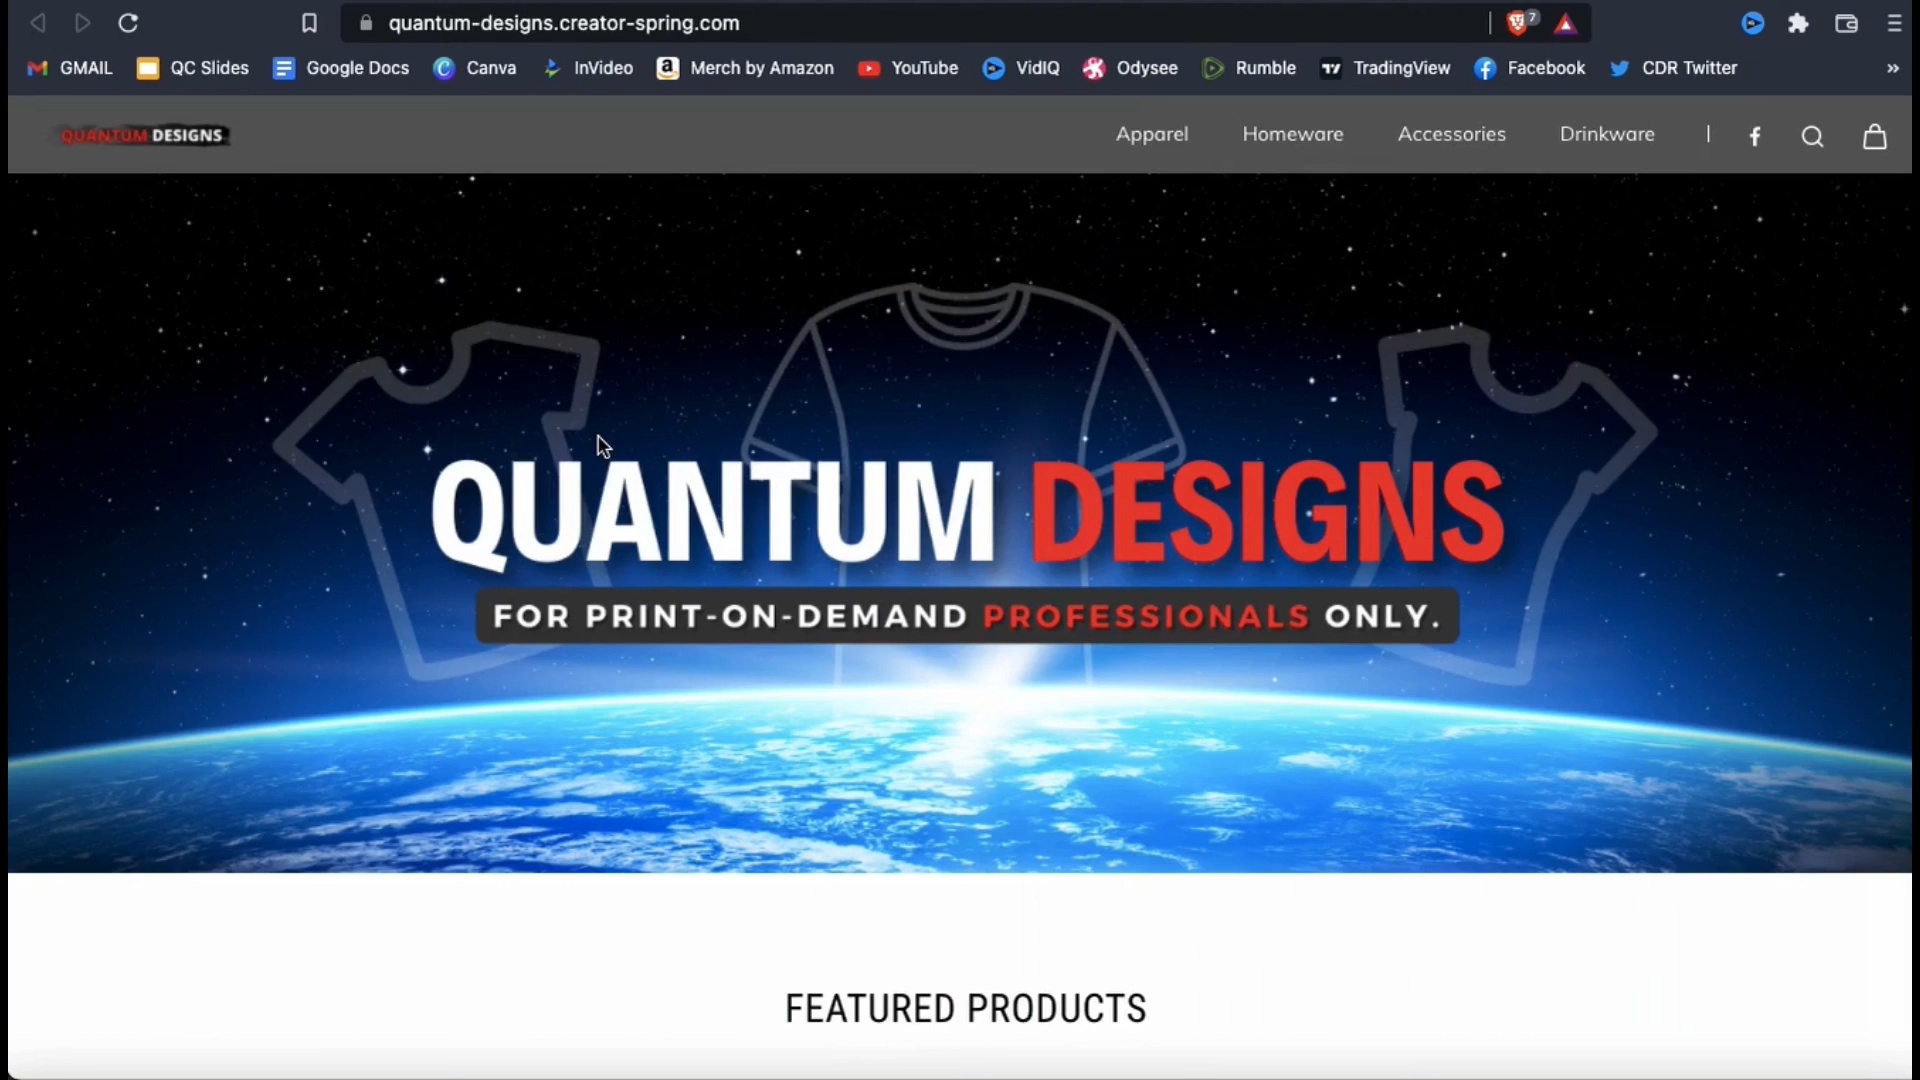 quantum-designs.creator-spring.com
7
GMAIL QC Slides Google Docs Canva InVideo Merch by Amazon YouTube VidIQ Odysee Rumble TradingView Facebook CDR Twitter »
QUANTUM DESIGNS
Apparel Homeware Accessories Drinkware |
QUANTUM DESIGNS
FOR PRINT-ON-DEMAND PROFESSIONALS ONLY.
FEATURED PRODUCTS